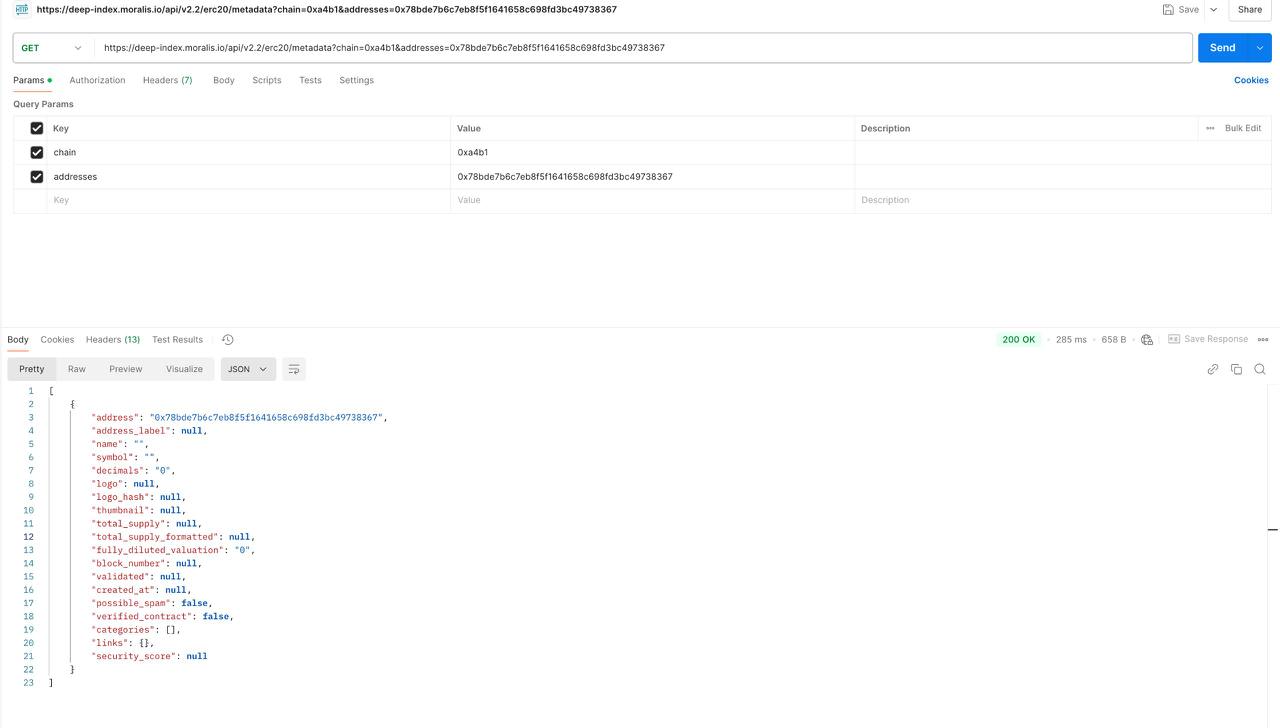 HTTP https://deep-index.moralis.io/api/v2.2/erc20/metadata?chain=0xa4b1&addresses=0x78bde7b6c7eb8f5f1641658c698fd3bc49738367 Save Share
GET https://deep-index.moralis.io/api/v2.2/erc20/metadata?chain=0xa4b1&addresses=0x78bde7b6c7eb8f5f1641658c698fd3bc49738367 Send
Params Authorization Headers (7) Body Scripts Tests Settings Cookies
Query Params
Key Value Description Bulk Edit
chain 0xa4b1
addresses 0x78bde7b6c7eb8f5f1641658c698fd3bc49738367
Key Value Description
Body Cookies Headers (13) Test Results 200 OK 285 ms 658 B Save Response
Pretty Raw Preview Visualize JSON
1 [
2 {
3 "address": "0x78bde7b6c7eb8f5f1641658c698fd3bc49738367",
4 "address_label": null,
5 "name": "",
6 "symbol": "",
7 "decimals": "0",
8 "logo": null,
9 "logo_hash": null,
10 "thumbnail": null,
11 "total_supply": null,
12 "total_supply_formatted": null,
13 "fully_diluted_valuation": "0",
14 "block_number": null,
15 "validated": null,
16 "created_at": null,
17 "possible_spam": false,
18 "verified_contract": false,
19 "categories": [],
20 "links": {},
21 "security_score": null
22 }
23 ]